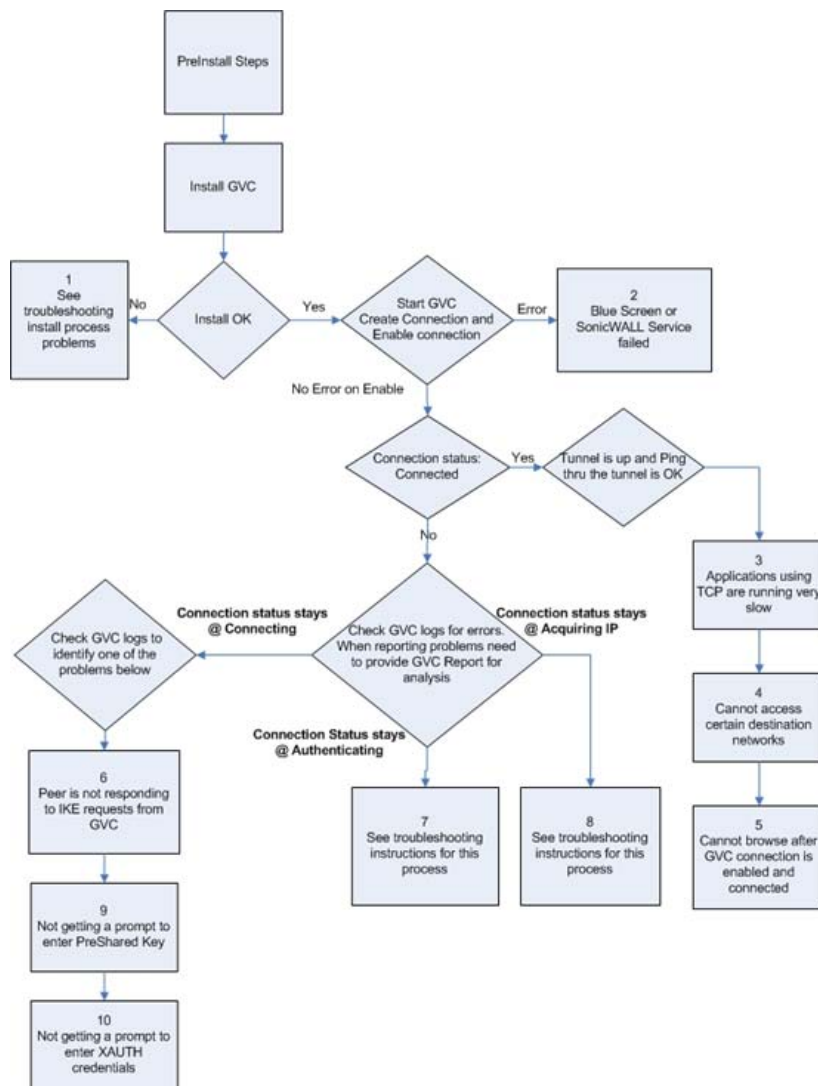 PreInstall Steps
Install GVC
1
See
troubleshooting
install process
problems
No
Install OK
Yes
Start GVC
Create Connection and
Enable connection
Error
2
Blue Screen or
SonicWALL Service
failed
No Error on Enable
Connection status:
Connected
Yes
Tunnel is up and Ping
thru the tunnel is OK
No
3
Applications using
TCP are running very
slow
Connection status stays
@ Connecting
Check GVC logs to
identify one of the
problems below
Check GVC logs for errors.
When reporting problems need
to provide GVC Report for
analysis
Connection status stays
@ Acquiring IP
4
Cannot access
certain destination
networks
Connection Status stays
@ Authenticating
6
Peer is not responding
to IKE requests from
GVC
7
See troubleshooting
instructions for this
process
8
See troubleshooting
instructions for this
process
5
Cannot browse after
GVC connection is
enabled and
connected
9
Not getting a prompt to
enter PreShared Key
10
Not getting a prompt to
enter XAUTH
credentials